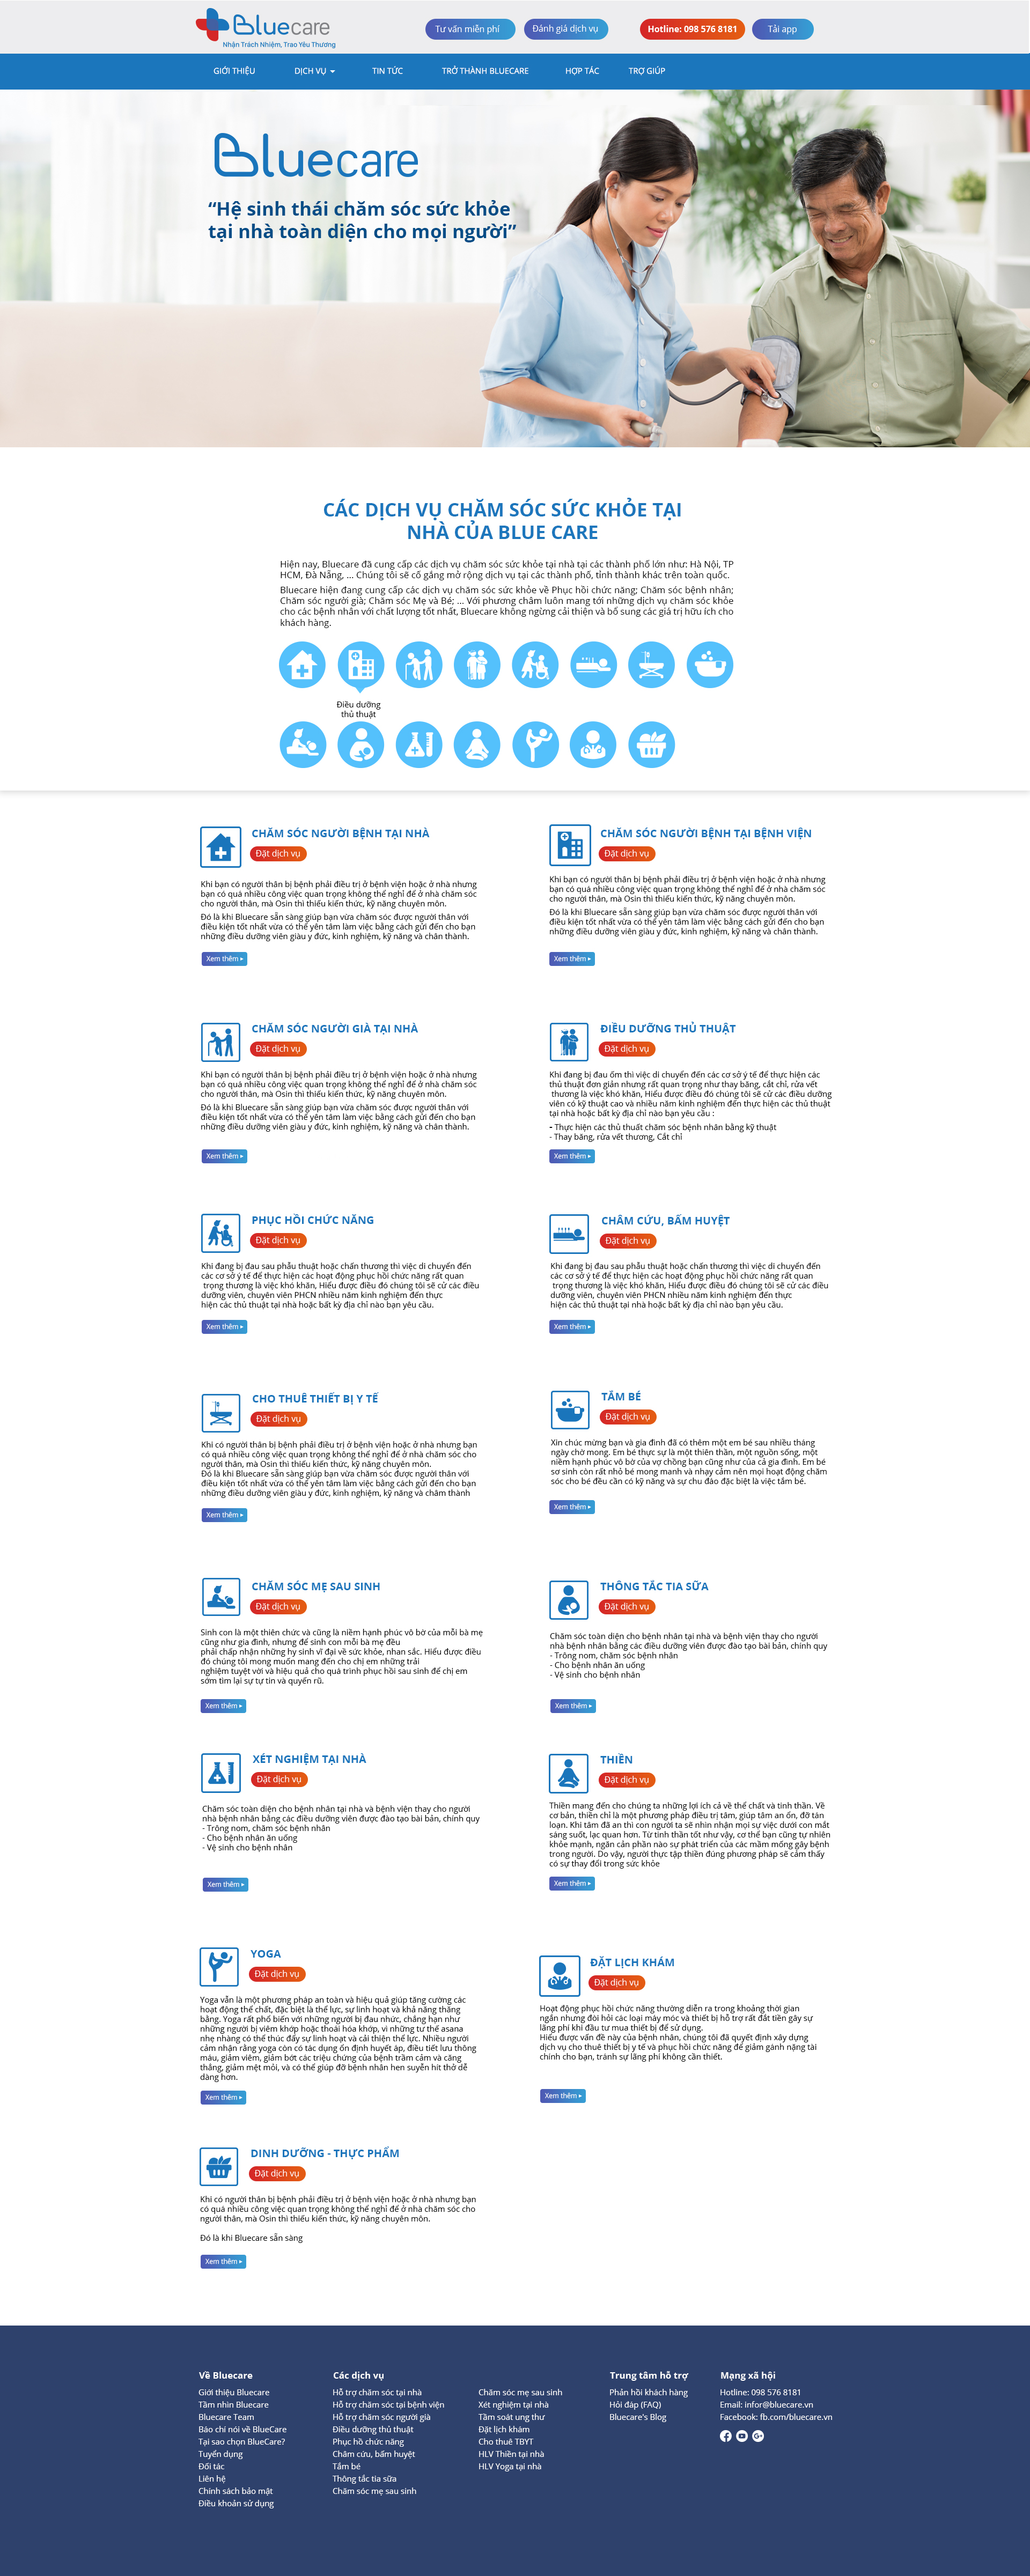 Bluecare
Nhận Trách Nhiệm, Trao Yêu Thương
Tư vấn miễn phí
Đánh giá dịch vụ
Hotline: 098 576 8181
Tải app
GIỚI THIỆU
DỊCH VỤ
TIN TỨC
TRỞ THÀNH BLUECARE
HỢP TÁC
TRỢ GIÚP
Bluecare
“Hệ sinh thái chăm sóc sức khỏe
tại nhà toàn diện cho mọi người”
CÁC DỊCH VỤ CHĂM SÓC SỨC KHỎE TẠI
NHÀ CỦA BLUE CARE
Hiện nay, Bluecare đã cung cấp các dịch vụ chăm sóc sức khỏe tại nhà tại các thành phố lớn như: Hà Nội, TP
HCM, Đà Nẵng, ... Chúng tôi sẽ cố gắng mở rộng dịch vụ tại các thành phố, tỉnh thành khác trên toàn quốc.
Bluecare hiện đang cung cấp các dịch vụ chăm sóc sức khỏe về Phục hồi chức năng; Chăm sóc bệnh nhân;
Chăm sóc người già; Chăm sóc Mẹ và Bé; ... Với phương châm luôn mang tới những dịch vụ chăm sóc khỏe
cho các bệnh nhân với chất lượng tốt nhất, Bluecare không ngừng cải thiện và bổ sung các giá trị hữu ích cho
khách hàng.
Điều dưỡng
thủ thuật
CHĂM SÓC NGƯỜI BỆNH TẠI NHÀ
Đặt dịch vụ
Khi bạn có người thân bị bệnh phải điều trị ở bệnh viện hoặc ở nhà nhưng
bạn có quá nhiều công việc quan trọng không thể nghỉ để ở nhà chăm sóc
cho người thân, mà Osin thì thiếu kiến thức, kỹ năng chuyên môn.
Đó là khi Bluecare sẵn sàng giúp bạn vừa chăm sóc được người thân với
điều kiện tốt nhất vừa có thể yên tâm làm việc bằng cách gửi đến cho bạn
những điều dưỡng viên giàu y đức, kinh nghiệm, kỹ năng và chân thành.
Xem thêm
CHĂM SÓC NGƯỜI BỆNH TẠI BỆNH VIỆN
Đặt dịch vụ
Khi bạn có người thân bị bệnh phải điều trị ở bệnh viện hoặc ở nhà nhưng
bạn có quá nhiều công việc quan trọng không thể nghỉ để ở nhà chăm sóc
cho người thân, mà Osin thì thiếu kiến thức, kỹ năng chuyên môn.
Đó là khi Bluecare sẵn sàng giúp bạn vừa chăm sóc được người thân với
điều kiện tốt nhất vừa có thể yên tâm làm việc bằng cách gửi đến cho bạn
những điều dưỡng viên giàu y đức, kinh nghiệm, kỹ năng và chân thành.
Xem thêm
CHĂM SÓC NGƯỜI GIÀ TẠI NHÀ
Đặt dịch vụ
Khi bạn có người thân bị bệnh phải điều trị ở bệnh viện hoặc ở nhà nhưng
bạn có quá nhiều công việc quan trọng không thể nghỉ để ở nhà chăm sóc
cho người thân, mà Osin thì thiếu kiến thức, kỹ năng chuyên môn.
Đó là khi Bluecare sẵn sàng giúp bạn vừa chăm sóc được người thân với
điều kiện tốt nhất vừa có thể yên tâm làm việc bằng cách gửi đến cho bạn
những điều dưỡng viên giàu y đức, kinh nghiệm, kỹ năng và chân thành.
Xem thêm
ĐIỀU DƯỠNG THỦ THUẬT
Đặt dịch vụ
Khi đang bị đau ốm thì việc di chuyển đến các cơ sở ý tế để thực hiện các
thủ thuật đơn giản nhưng rất quan trọng như thay băng, cắt chỉ, rửa vết
thương là việc khó khăn, Hiểu được điều đó chúng tôi sẽ cử các điều dưỡng
viên có kỹ thuật cao và nhiều năm kinh nghiệm đến thực hiện các thủ thuật
tại nhà hoặc bất kỳ địa chỉ nào bạn yêu cầu :
- Thực hiện các thủ thuất chăm sóc bệnh nhân bằng kỹ thuật
- Thay băng, rửa vết thương, Cắt chỉ
Xem thêm
PHỤC HỒI CHỨC NĂNG
Đặt dịch vụ
Khi đang bị đau sau phẫu thuật hoặc chấn thương thì việc di chuyển đến
các cơ sở ý tế để thực hiện các hoạt động phục hồi chức năng rất quan
trọng thương là việc khó khăn, Hiểu được điều đó chúng tôi sẽ cử các điều
dưỡng viên, chuyên viên PHCN nhiều năm kinh nghiệm đến thực
hiện các thủ thuật tại nhà hoặc bất kỳ địa chỉ nào bạn yêu cầu.
Xem thêm
CHÂM CỨU, BẤM HUYỆT
Đặt dịch vụ
Khi đang bị đau sau phẫu thuật hoặc chấn thương thì việc di chuyển đến
các cơ sở ý tế để thực hiện các hoạt động phục hồi chức năng rất quan
trọng thương là việc khó khăn, Hiểu được điều đó chúng tôi sẽ cử các điều
dưỡng viên, chuyên viên PHCN nhiều năm kinh nghiệm đến thực
hiện các thủ thuật tại nhà hoặc bất kỳ địa chỉ nào bạn yêu cầu.
Xem thêm
CHO THUÊ THIẾT BỊ Y TẾ
Đặt dịch vụ
Khi có người thân bị bệnh phải điều trị ở bệnh viện hoặc ở nhà nhưng bạn
có quá nhiều công việc quan trọng không thể nghỉ để ở nhà chăm sóc cho
người thân, mà Osin thì thiếu kiến thức, kỹ năng chuyên môn.
Đó là khi Bluecare sẵn sàng giúp bạn vừa chăm sóc được người thân với
điều kiện tốt nhất vừa có thể yên tâm làm việc bằng cách gửi đến cho bạn
những điều dưỡng viên giàu y đức, kinh nghiệm, kỹ năng và châm thành
Xem thêm
TẮM BÉ
Đặt dịch vụ
Xin chúc mừng bạn và gia đình đã có thêm một em bé sau nhiều tháng
ngày chờ mong. Em bé thực sự là một thiên thần, một nguồn sống, một
niềm hạnh phúc vô bờ của vợ chồng bạn cũng như của cả gia đình. Em bé
sơ sinh còn rất nhỏ bé mong manh và nhạy cảm nên mọi hoạt động chăm
sóc cho bé đều cần có kỹ năng và sự chu đáo đặc biệt là việc tắm bé.
Xem thêm
CHĂM SÓC MẸ SAU SINH
Đặt dịch vụ
Sinh con là một thiên chức và cũng là niềm hạnh phúc vô bờ của mỗi bà mẹ
cũng như gia đình, nhưng để sinh con mỗi bà mẹ đều
phải chấp nhận những hy sinh vĩ đại về sức khỏe, nhan sắc. Hiểu được điều
đó chúng tôi mong muốn mang đến cho chị em những trải
nghiệm tuyệt vời và hiệu quả cho quá trình phục hồi sau sinh để chị em
sớm tìm lại sự tự tin và quyến rũ.
Xem thêm
THÔNG TẮC TIA SỮA
Đặt dịch vụ
Chăm sóc toàn diện cho bệnh nhân tại nhà và bệnh viện thay cho người
nhà bệnh nhân bằng các điều dưỡng viên được đào tạo bài bản, chính quy
- Trông nom, chăm sóc bệnh nhân
- Cho bệnh nhân ăn uống
- Vệ sinh cho bệnh nhân
Xem thêm
XÉT NGHIỆM TẠI NHÀ
Đặt dịch vụ
Chăm sóc toàn diện cho bệnh nhân tại nhà và bệnh viện thay cho người
nhà bệnh nhân bằng các điều dưỡng viên được đào tạo bài bản, chính quy
- Trông nom, chăm sóc bệnh nhân
- Cho bệnh nhân ăn uống
- Vệ sinh cho bệnh nhân
Xem thêm
THIỀN
Đặt dịch vụ
Thiền mang đến cho chúng ta những lợi ích cả về thể chất và tinh thần. Về
cơ bản, thiền chỉ là một phương pháp điều trị tâm, giúp tâm an ổn, đỡ tán
loạn. Khi tâm đã an thì con người ta sẽ nhìn nhận mọi sự việc dưới con mắt
sáng suốt, lạc quan hơn. Từ tinh thần tốt như vậy, cơ thể bạn cũng tự nhiên
khỏe mạnh, ngăn cản phần nào sự phát triển của các mầm mống gây bệnh
trong người. Do vậy, người thực tập thiền đúng phương pháp sẽ cảm thấy
có sự thay đổi trong sức khỏe
Xem thêm
YOGA
Đặt dịch vụ
Yoga vẫn là một phương pháp an toàn và hiệu quả giúp tăng cường các
hoạt động thể chất, đặc biệt là thể lực, sự linh hoạt và khả năng thăng
bằng. Yoga rất phổ biến với những người bị đau nhức, chẳng hạn như
những người bị viêm khớp hoặc thoái hóa khớp, vì những tư thế asana
nhẹ nhàng có thể thúc đẩy sự linh hoạt và cải thiện thể lực. Nhiều người
cảm nhận rằng yoga còn có tác dụng ổn định huyết áp, điều tiết lưu thông
máu, giảm viêm, giảm bớt các triệu chứng của bệnh trầm cảm và căng
thẳng, giảm mệt mỏi, và có thể giúp đỡ bệnh nhân hen suyễn hít thở dễ
dàng hơn.
Xem thêm
ĐẶT LỊCH KHÁM
Đặt dịch vụ
Hoạt động phục hồi chức năng thường diễn ra trong khoảng thời gian
ngắn nhưng đòi hỏi các loại máy móc và thiết bị hỗ trợ rất đắt tiền gây sự
lãng phí khi đầu tư mua thiết bị để sử dụng.
Hiểu được vấn đề này của bệnh nhân, chúng tôi đã quyết định xây dựng
dịch vụ cho thuê thiết bị y tế và phục hồi chức năng để giảm gánh nặng tài
chính cho bạn, tránh sự lãng phí không cần thiết.
Xem thêm
DINH DƯỠNG - THỰC PHẨM
Đặt dịch vụ
Khi có người thân bị bệnh phải điều trị ở bệnh viện hoặc ở nhà nhưng bạn
có quá nhiều công việc quan trọng không thể nghỉ để ở nhà chăm sóc cho
người thân, mà Osin thì thiếu kiến thức, kỹ năng chuyên môn.
Đó là khi Bluecare sẵn sàng
Xem thêm
Về Bluecare
Giới thiệu Bluecare
Tầm nhìn Bluecare
Bluecare Team
Báo chí nói về BlueCare
Tại sao chọn BlueCare?
Tuyển dụng
Đối tác
Liên hệ
Chính sách bảo mật
Điều khoản sử dụng
Các dịch vụ
Hỗ trợ chăm sóc tại nhà
Hỗ trợ chăm sóc tại bệnh viện
Hỗ trợ chăm sóc người già
Điều dưỡng thủ thuật
Phục hồ chức năng
Châm cứu, bấm huyệt
Tắm bé
Thông tắc tia sữa
Chăm sóc mẹ sau sinh
Chăm sóc mẹ sau sinh
Xét nghiệm tại nhà
Tầm soát ung thư
Đặt lịch khám
Cho thuê TBYT
HLV Thiền tại nhà
HLV Yoga tại nhà
Trung tâm hỗ trợ
Phản hồi khách hàng
Hỏi đáp (FAQ)
Bluecare's Blog
Mạng xá hội
Hotline: 098 576 8181
Email: infor@bluecare.vn
Facebook: fb.com/bluecare.vn